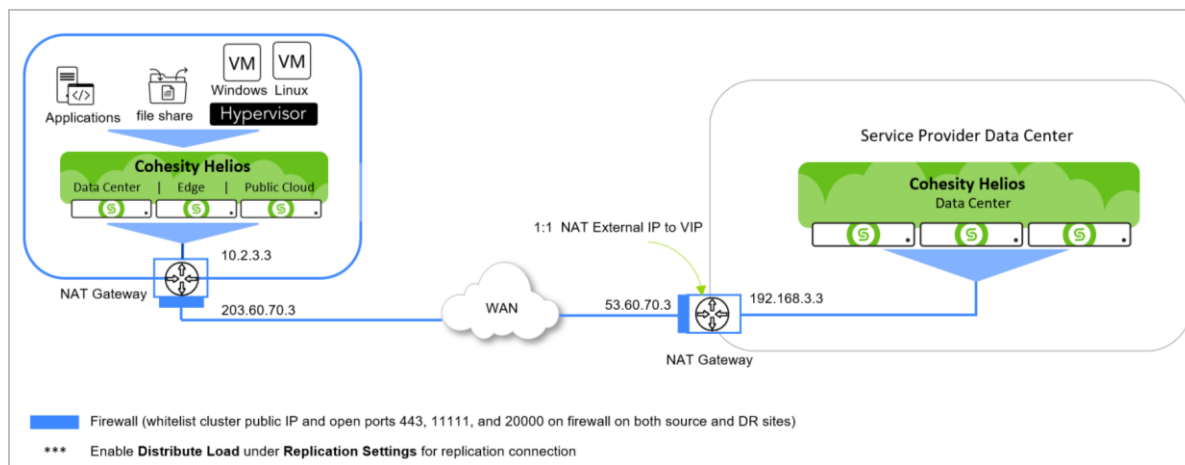 VM
VM
Windows
Linux
Applications
file share
Hypervisor
Cohesity Helios
Data Center | Edge | Public Cloud
10.2.3.3
NAT Gateway
203.60.70.3
WAN
1:1 NAT External IP to VIP
53.60.70.3
NAT Gateway
192.168.3.3
Service Provider Data Center
Cohesity Helios
Data Center
Firewall (whitelist cluster public IP and open ports 443, 11111, and 20000 on firewall on both source and DR sites)
*** Enable Distribute Load under Replication Settings for replication connection